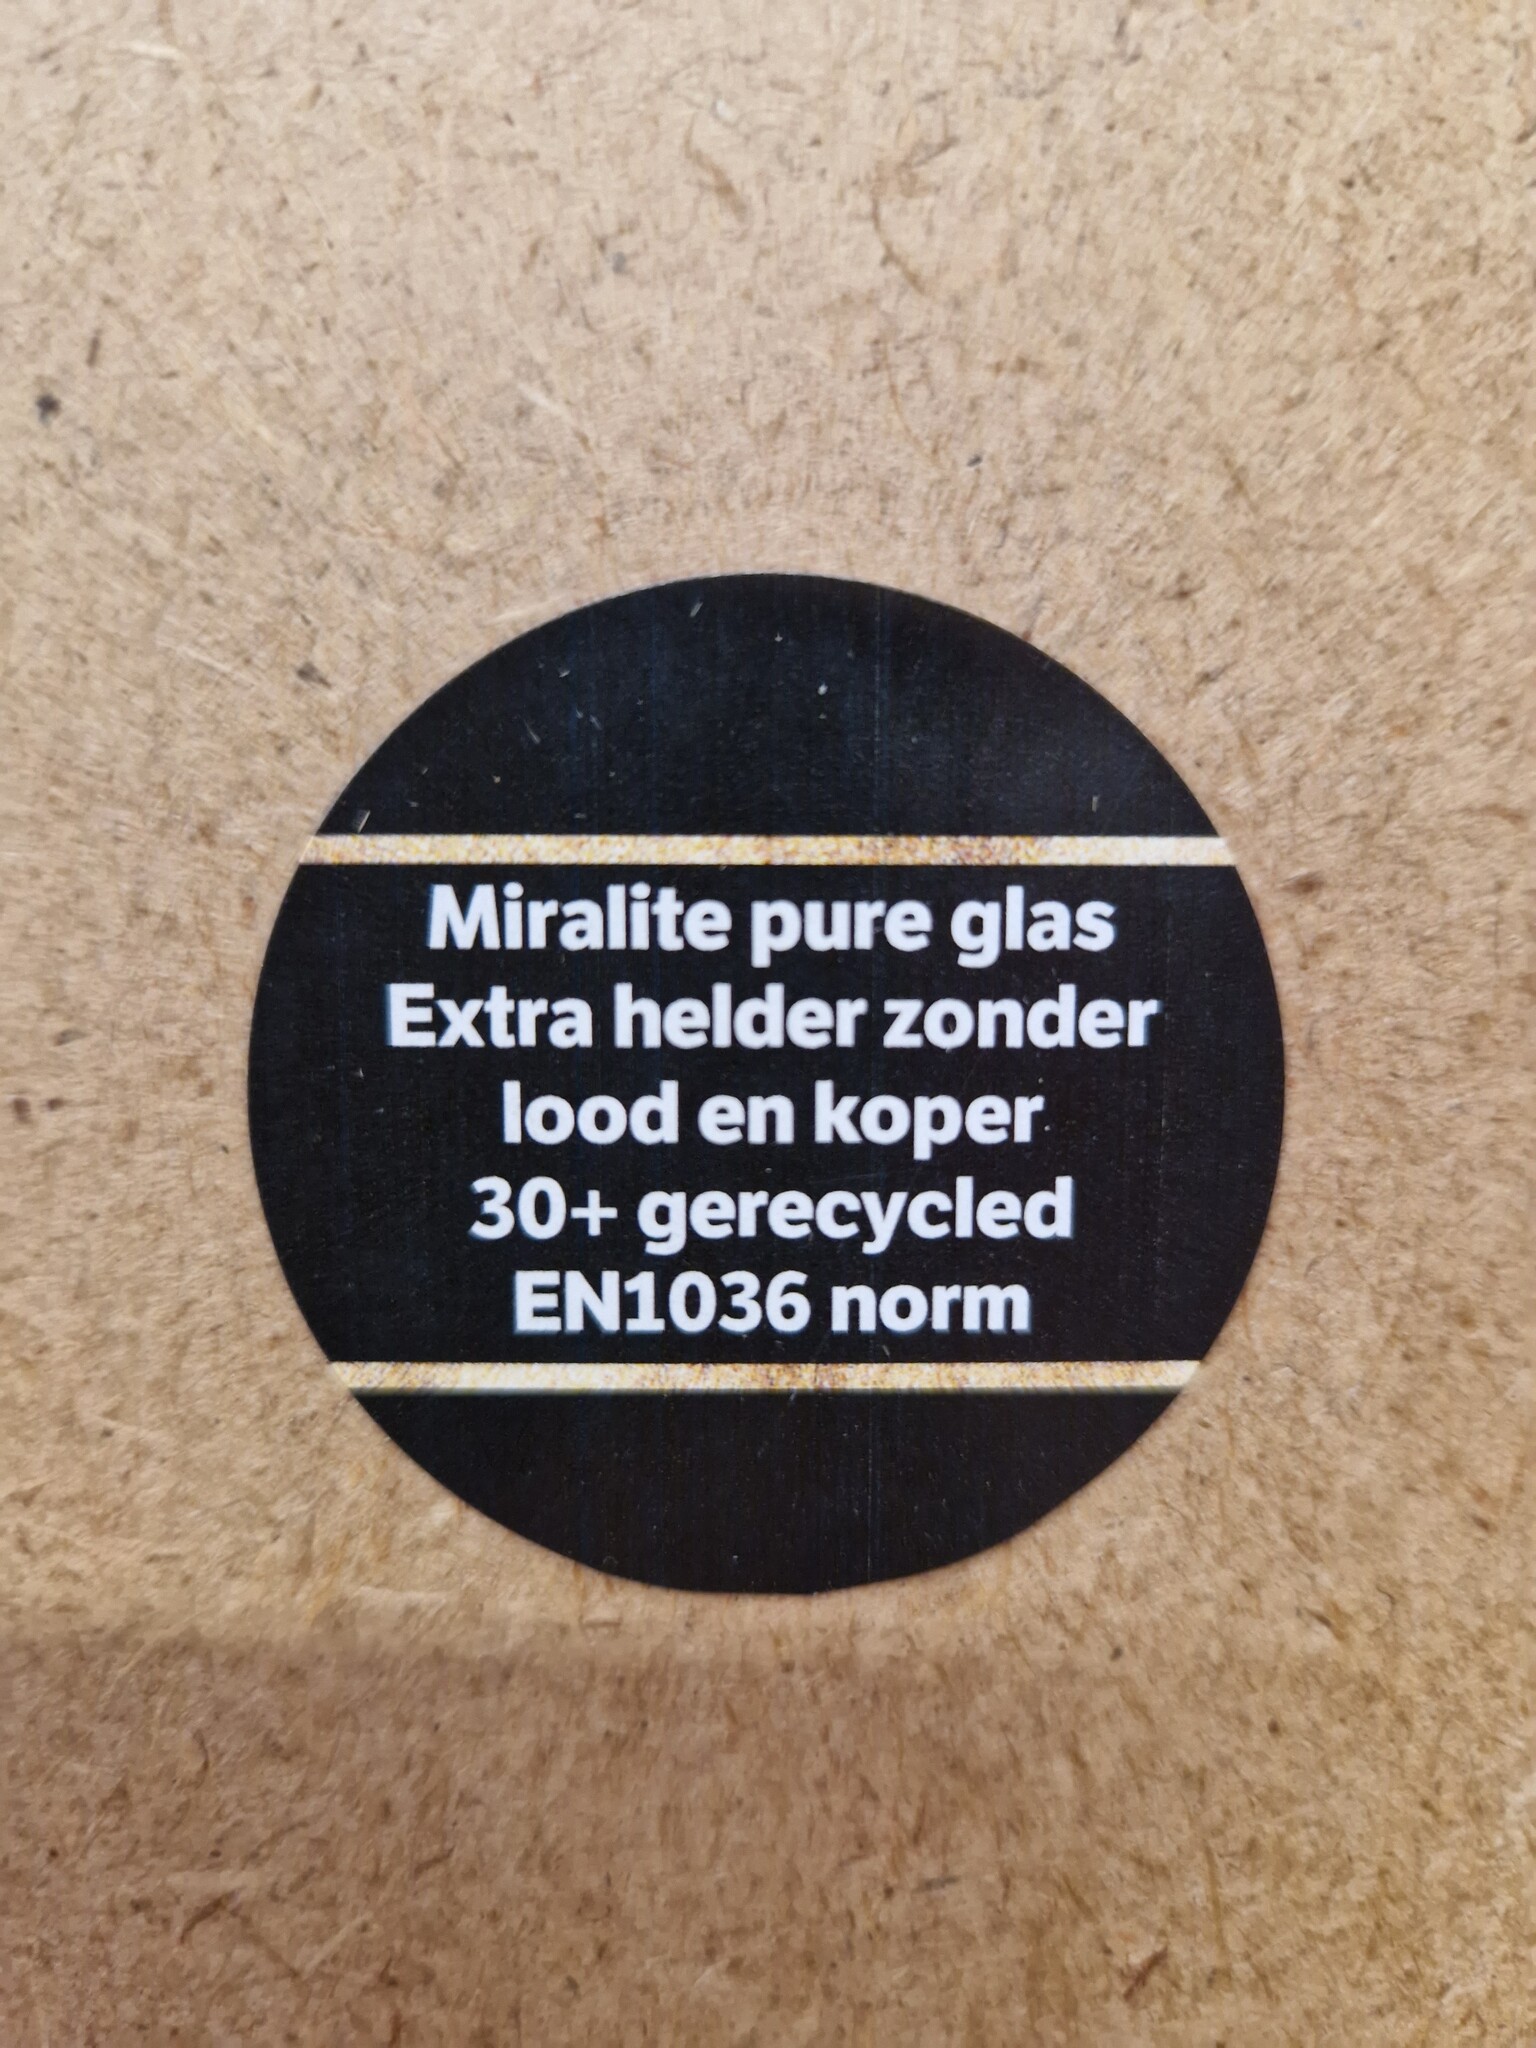 Miralite pure glas
Extra helder zonder
lood en koper
30+ gerecycled
EN1036 norm